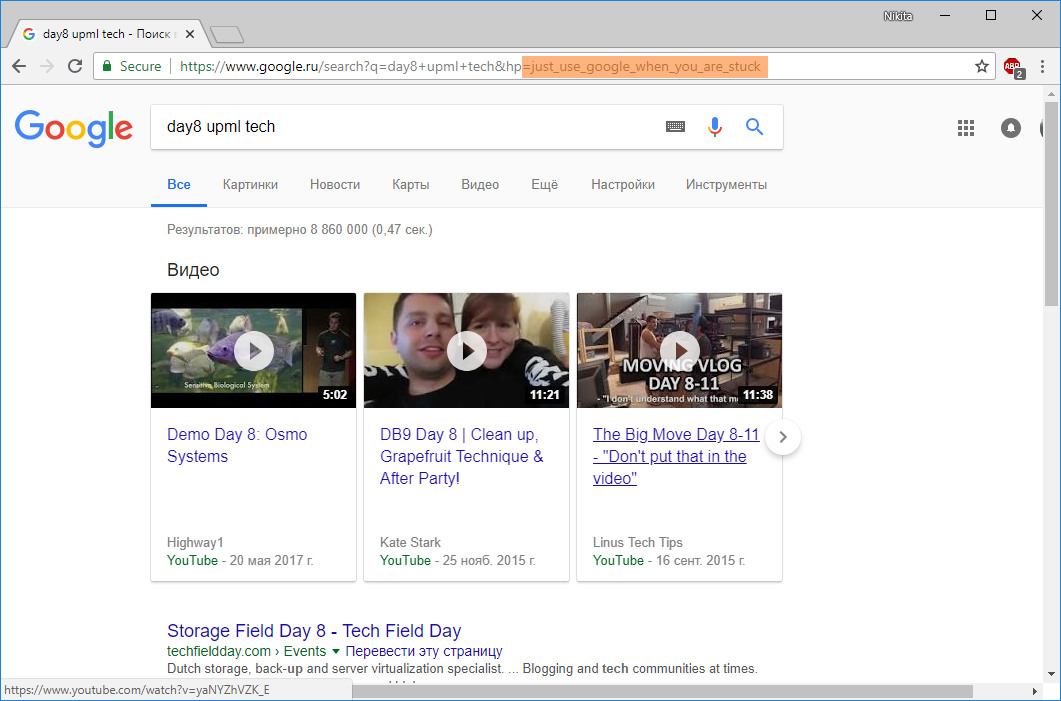 Nikita
day8 upml tech - Поиск в
Secure https://www.google.ru/search?q=day8+upml+tech&hp=just_use_google_when_you_are_stuck
ABP
2
Google
day8 upml tech
Все Картинки Новости Карты Видео Ещё Настройки Инструменты
Результатов: примерно 8 860 000 (0,47 сек.)
Видео
Sensitive Biological System
5:02
11:21
MOVING VLOG
DAY 8-11
- "I don't understand what that
11:38
Demo Day 8: Osmo
Systems
Highway1
YouTube - 20 мая 2017 г.
DB9 Day 8 | Clean up,
Grapefruit Technique &
After Party!
Kate Stark
YouTube - 25 нояб. 2015 г.
The Big Move Day 8-11
- "Don't put that in the
video"
Linus Tech Tips
YouTube - 16 сент. 2015 г.
Storage Field Day 8 - Tech Field Day
techfieldday.com › Events Перевести эту страницу
Dutch storage, back-up and server virtualization specialist. ... Blogging and tech communities at times.
https://www.youtube.com/watch?v=yaNYZhVZK_E